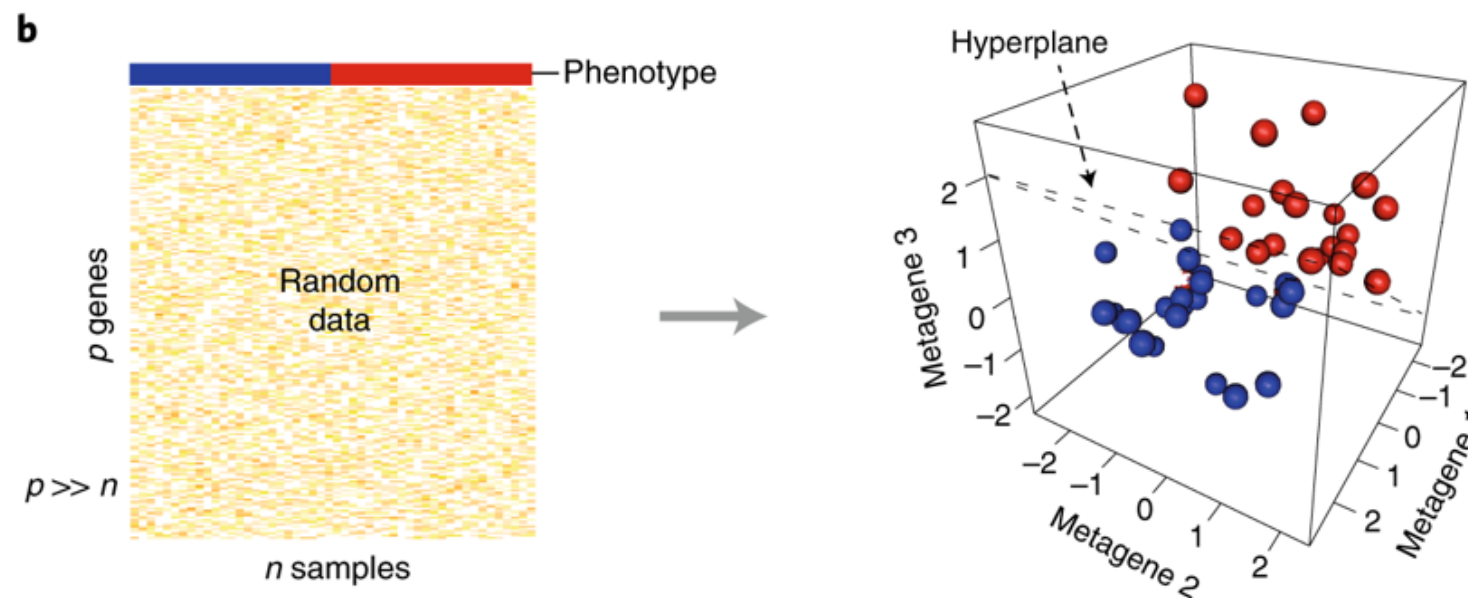 b
Phenotype
Hyperplane
p genes
Random
data
p >> n
n samples
Metagene 3
2
1
0
–1
–2
–2
–1
0
1
2
Metagene 2
–2
–1
0
1
2
Metagene